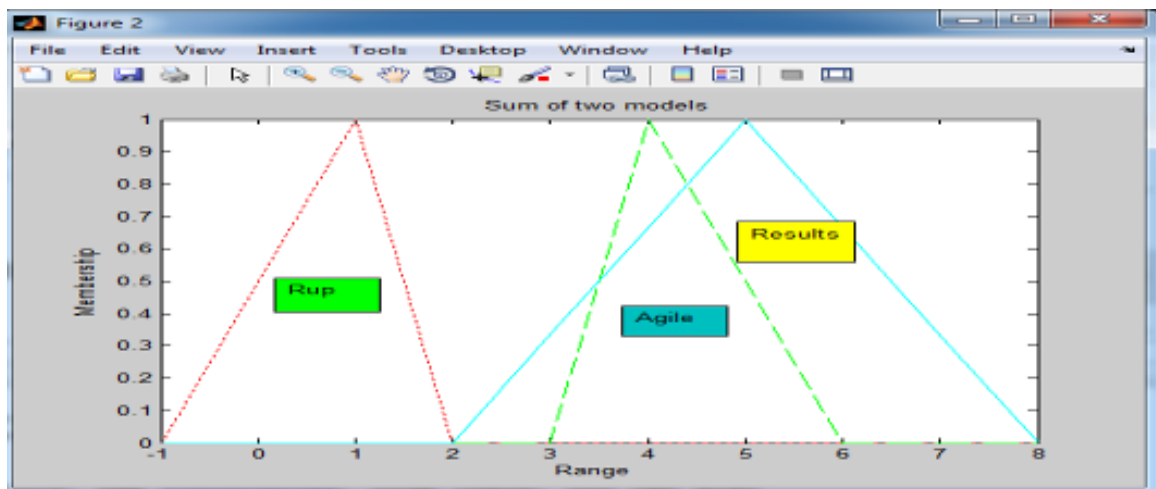 Figure 2
File Edit View Insert Tools Desktop Window Help
Sum of two models
1
0.9
0.8
0.7
0.6
0.5
0.4
0.3
0.2
0.1
0
Membership
Results
Rup
Agile
-1 0 1 2 3 4 5 6 7 8
Range